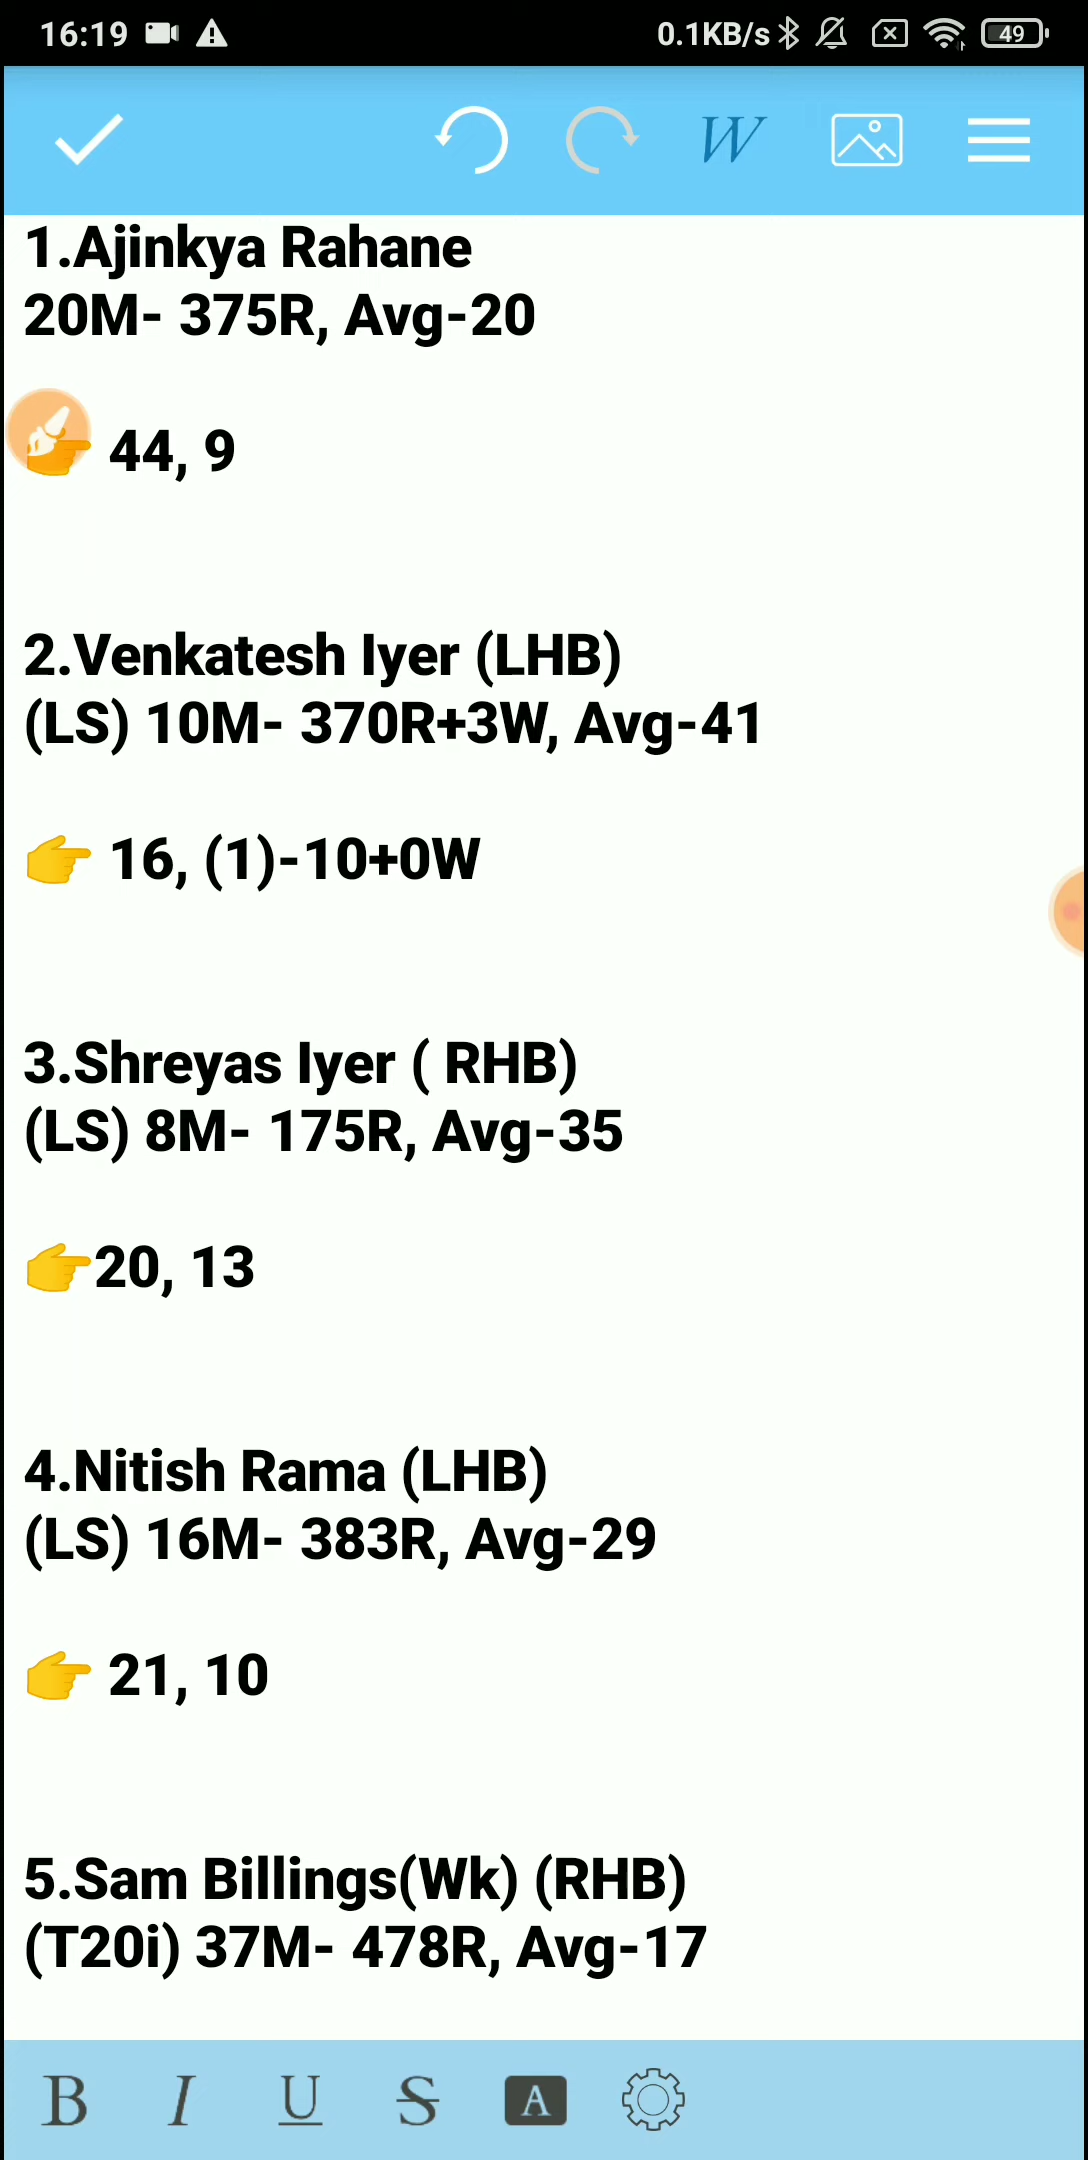 16:19 0.1KB/s 49
W
1.Ajinkya Rahane
20M- 375R, Avg-20
👉 44, 9
2.Venkatesh Iyer (LHB)
(LS) 10M- 370R+3W, Avg-41
👉 16, (1)-10+0W
3.Shreyas Iyer ( RHB)
(LS) 8M- 175R, Avg-35
👉20, 13
4.Nitish Rama (LHB)
(LS) 16M- 383R, Avg-29
👉 21, 10
5.Sam Billings(Wk) (RHB)
(T20i) 37M- 478R, Avg-17
B I U S A